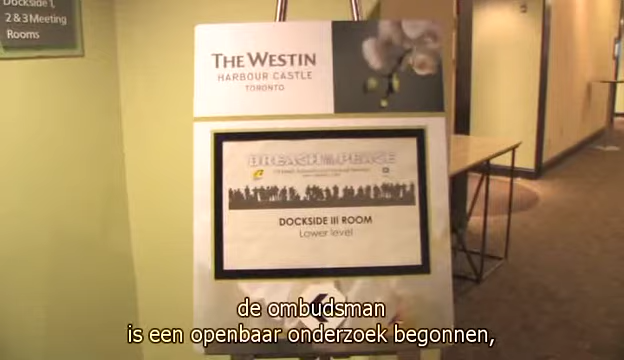 Dockside 1,
2 & 3 Meeting
Rooms
THE WESTIN
HARBOUR CASTLE
TORONTO
BREACH OF THE PEACE
DOCKSIDE III ROOM
Lower level
de ombudsman
is een openbaar onderzoek begonnen,